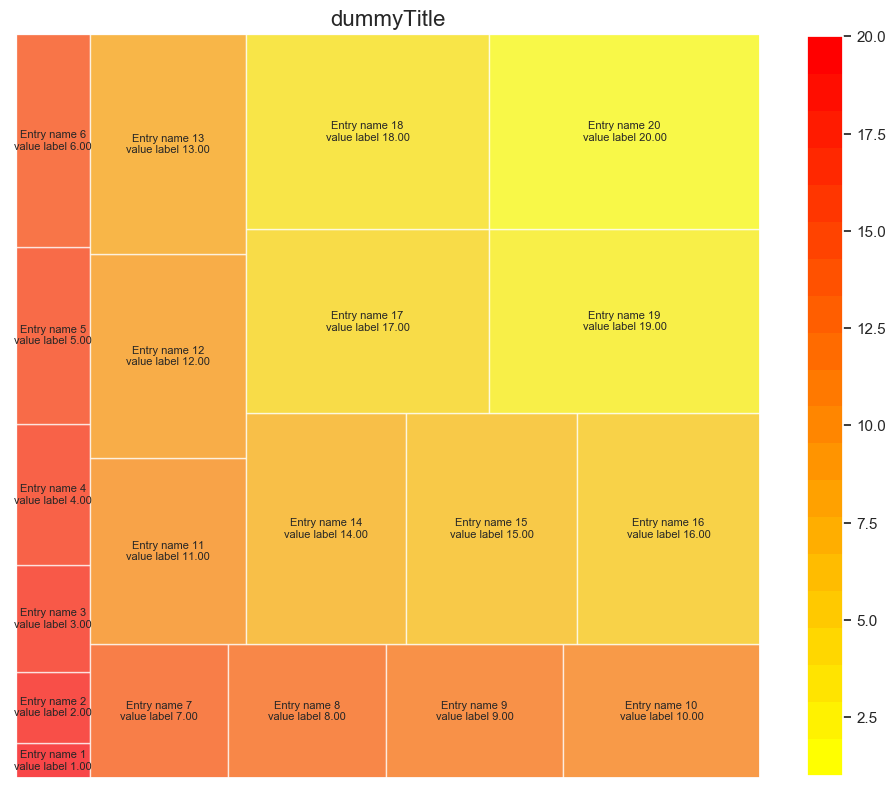 dummyTitle
Entry name 6
value label 6.00
Entry name 13
value label 13.00
Entry name 18
value label 18.00
Entry name 20
value label 20.00
Entry name 5
value label 5.00
Entry name 12
value label 12.00
Entry name 17
value label 17.00
Entry name 19
value label 19.00
Entry name 4
value label 4.00
Entry name 11
value label 11.00
Entry name 14
value label 14.00
Entry name 15
value label 15.00
Entry name 16
value label 16.00
Entry name 3
value label 3.00
Entry name 2
value label 2.00
Entry name 1
value label 1.00
Entry name 7
value label 7.00
Entry name 8
value label 8.00
Entry name 9
value label 9.00
Entry name 10
value label 10.00
20.0
17.5
15.0
12.5
10.0
7.5
5.0
2.5